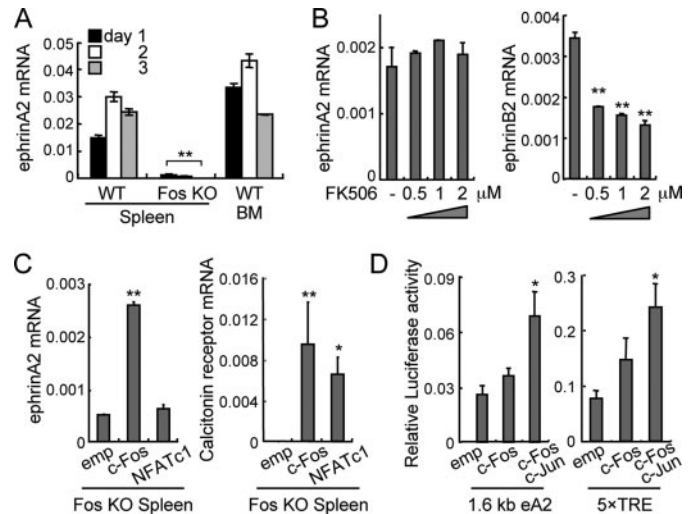 A
ephrinA2 mRNA
0.05
0.04
0.03
0.02
0.01
0
day 1
2
3
**
WT Fos KO WT
Spleen BM
B
ephrinA2 mRNA
0.002
0.001
0
FK506 - 0.5 1 2 μM
ephrinB2 mRNA
0.004
0.003
0.002
0.001
0
** ** **
- 0.5 1 2 μM
C
ephrinA2 mRNA
0.003
0.002
0.001
0
**
emp c-Fos NFATc1
Fos KO Spleen
Calcitonin receptor mRNA
0.016
0.012
0.008
0.004
0.000
** *
emp c-Fos NFATc1
Fos KO Spleen
D
Relative Luciferase activity
0.09
0.06
0.03
0
*
emp c-Fos c-Fos c-Jun
1.6 kb eA2
0.3
0.2
0.1
0
*
emp c-Fos c-Fos c-Jun
5×TRE